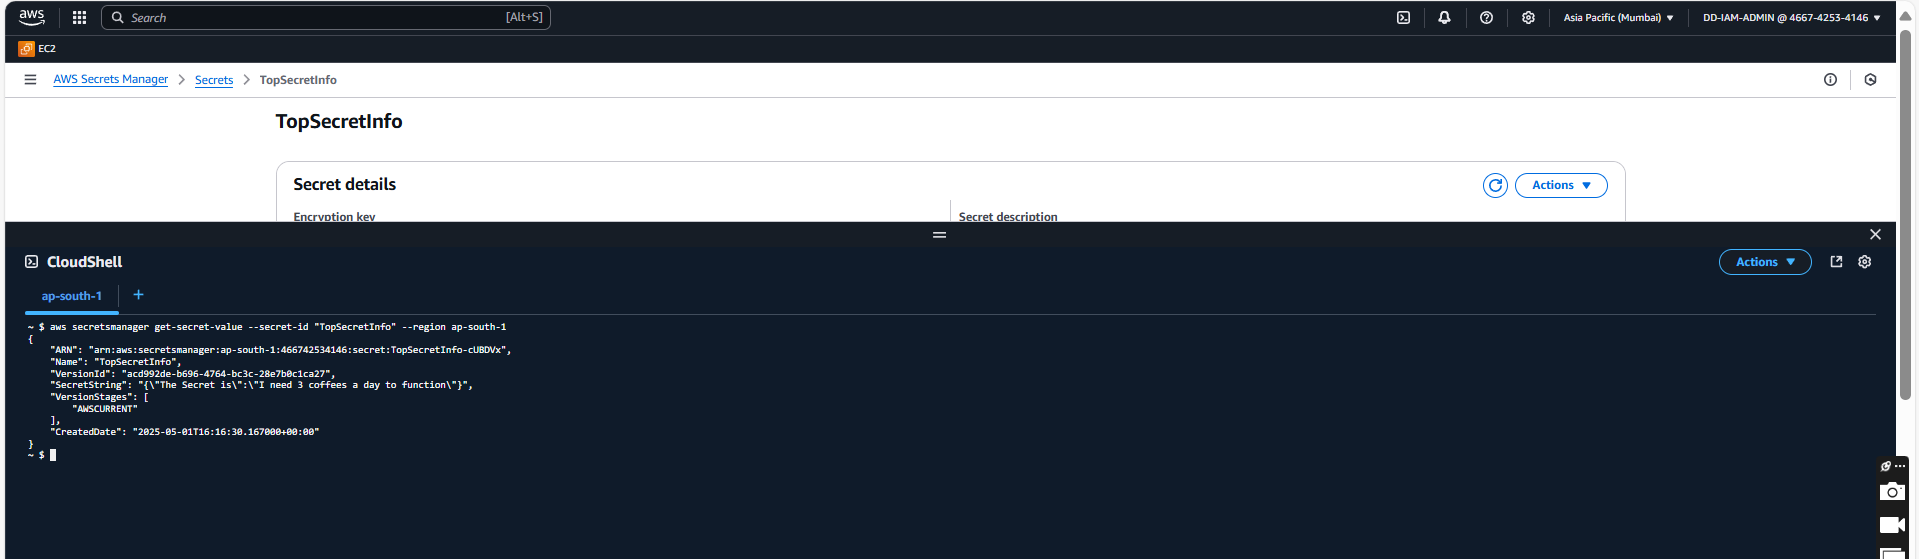 aws
Search
[Alt+S]
Asia Pacific (Mumbai)
DD-IAM-ADMIN @ 4667-4253-4146
EC2
AWS Secrets Manager > Secrets > TopSecretInfo
TopSecretInfo
Secret details
Actions
Encryption key
Secret description
CloudShell
Actions
ap-south-1
+
~ $ aws secretsmanager get-secret-value --secret-id "TopSecretInfo" --region ap-south-1
{
    "ARN": "arn:aws:secretsmanager:ap-south-1:466742534146:secret:TopSecretInfo-cUBDVx",
    "Name": "TopSecretInfo",
    "VersionId": "acd992de-b696-4764-bc3c-28e7b0c1ca27",
    "SecretString": "{\"The Secret is\":\"I need 3 coffees a day to function\"}",
    "VersionStages": [
        "AWSCURRENT"
    ],
    "CreatedDate": "2025-05-01T16:16:30.167000+00:00"
}
~ $